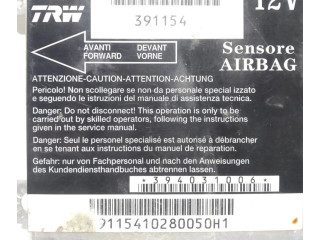 TRW
391154
12V
AVANTI DEVANT
FORWARD VORNE
Sensore
AIRBAG
ATTENZIONE-CAUTION-ATTENTION-ACHTUNG
Pericolo! Non scollegare se non da personale special izzato
e seguendo le istruzioni del manuale di assistenza tecnica.
Danger: Do not disconnect! This operation is only to be
carried out by skilled operators, following the instructions
given in the service manual.
Danger: Seul le personnel specialisé est autorisé à débrancher
en se tenant aux instructions du manuel de reparation.
Gefahr: nur von Fachpersonal und nach den Anweisungen
des Kundendiensthandbuches abtrennen lassen.
*394031006*
9115410280050H1